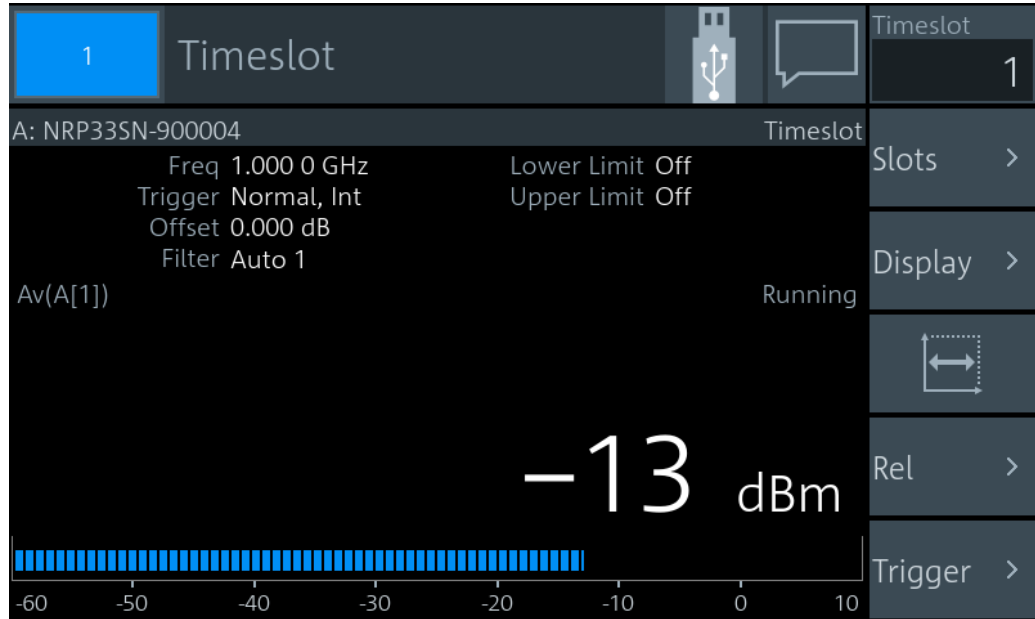 1 Timeslot
Timeslot
1
A: NRP33SN-900004 Timeslot
Freq 1.000 0 GHz Lower Limit Off
Trigger Normal, Int Upper Limit Off
Offset 0.000 dB
Filter Auto 1
Av(A[1]) Running
−13 dBm
-60 -50 -40 -30 -20 -10 0 10
Slots >
Display >
Rel >
Trigger >